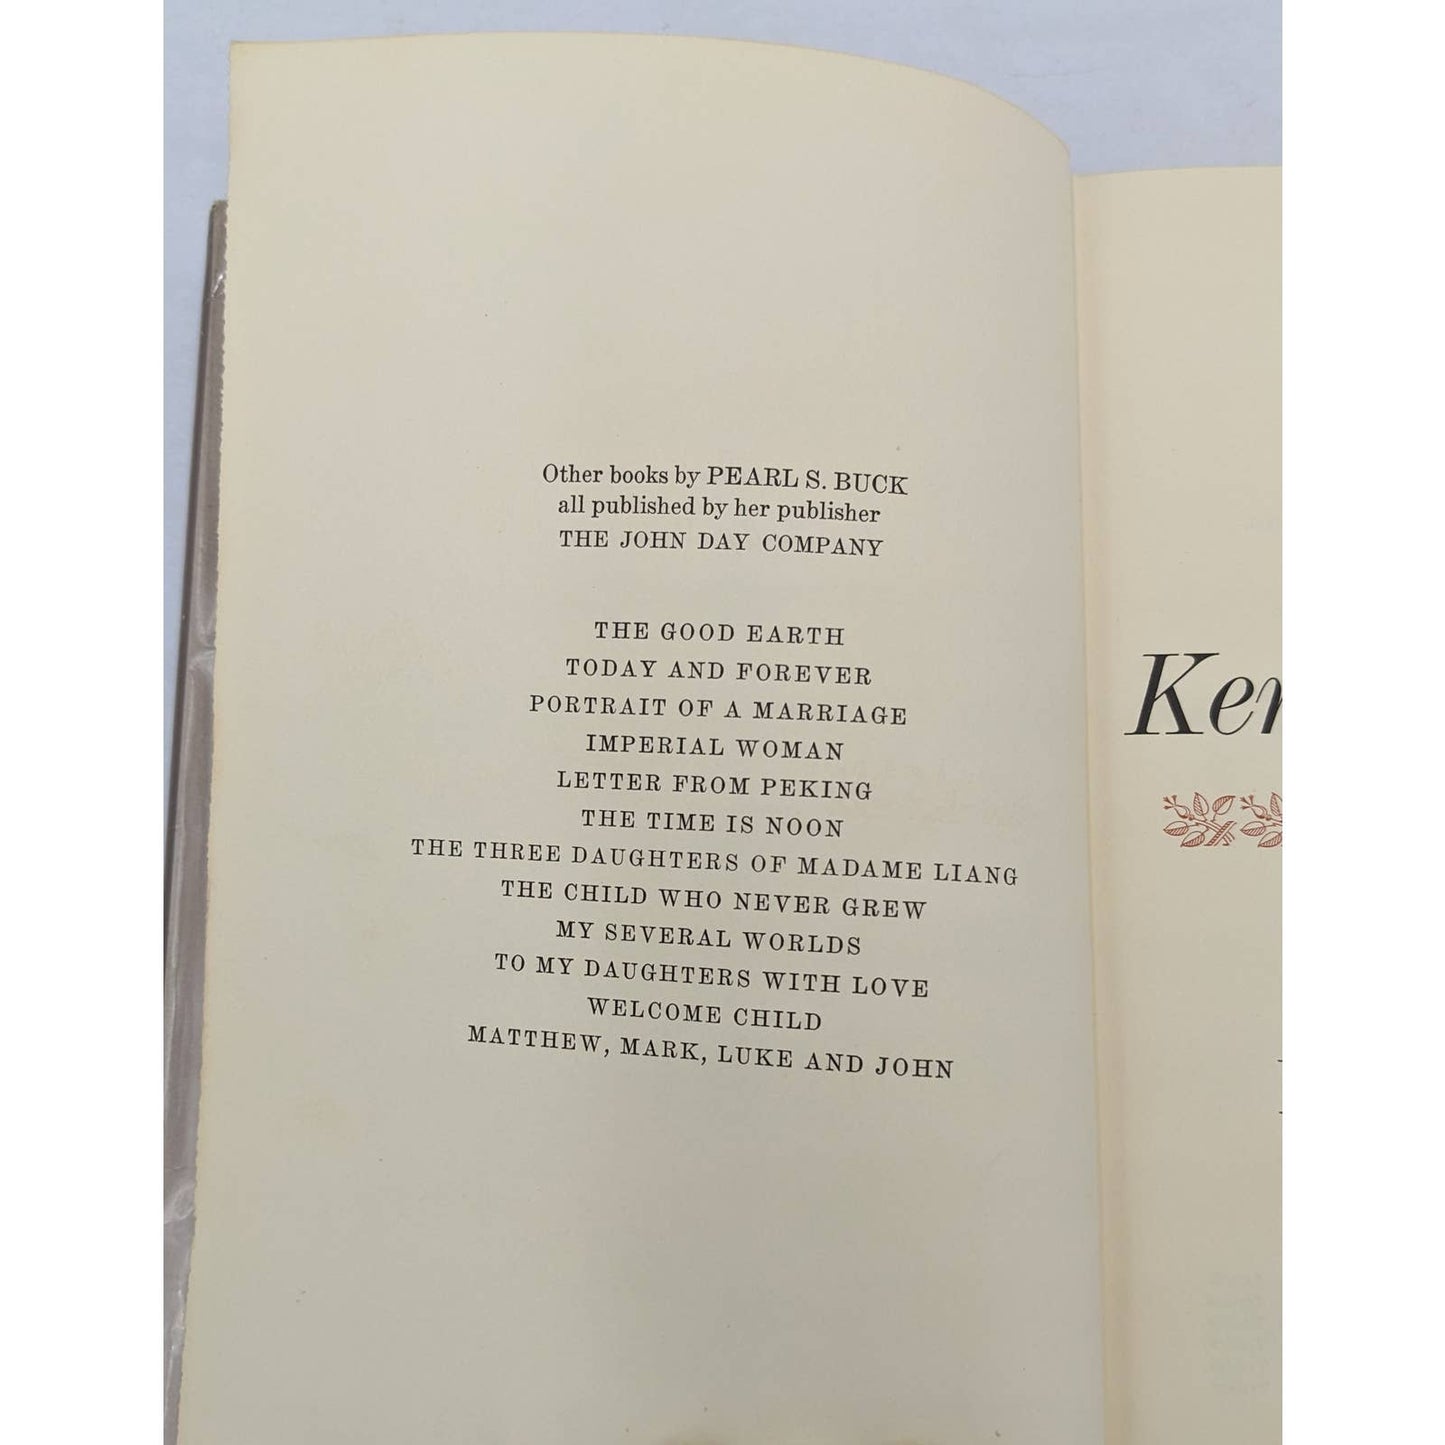 Other books by PEARL S. BUCK
all published by her publisher
THE JOHN DAY COMPANY
THE GOOD EARTH
TODAY AND FOREVER
PORTRAIT OF A MARRIAGE
IMPERIAL WOMAN
LETTER FROM PEKING
THE TIME IS NOON
THE THREE DAUGHTERS OF MADAME LIANG
THE CHILD WHO NEVER GREW
MY SEVERAL WORLDS
TO MY DAUGHTERS WITH LOVE
WELCOME CHILD
MATTHEW, MARK, LUKE AND JOHN